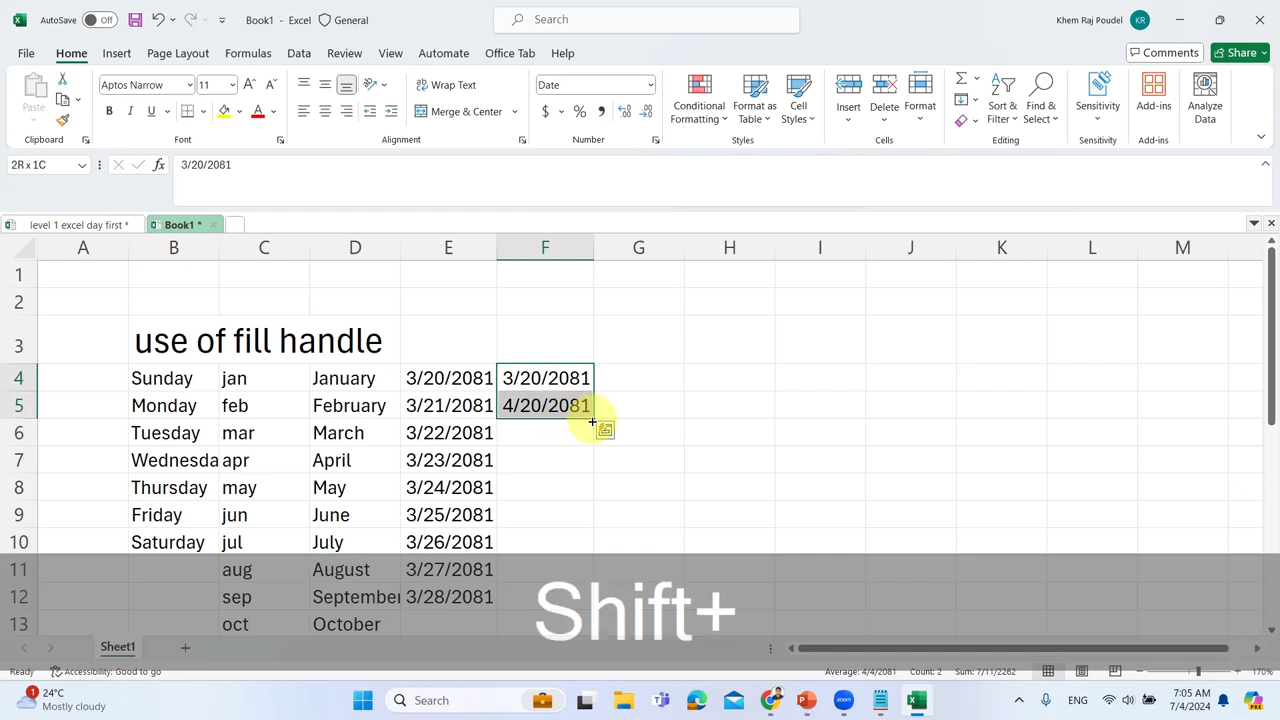 AutoSave Off Book1 - Excel General Search Khem Raj Poudel KR
File Home Insert Page Layout Formulas Data Review View Automate Office Tab Help Comments Share
Paste Aptos Narrow 11 Wrap Text Date Conditional Formatting Format as Table Cell Styles Insert Delete Format Sort & Filter Find & Select Sensitivity Add-ins Analyze Data
B I U Merge & Center $ % ,
Clipboard Font Alignment Number Styles Cells Editing Sensitivity Add-ins
2R x 1C fx 3/20/2081
level 1 excel day first * Book1 *
A B C D E F G H I J K L M
1
2
3 use of fill handle
4 Sunday jan January 3/20/2081 3/20/2081
5 Monday feb February 3/21/2081 4/20/2081
6 Tuesday mar March 3/22/2081
7 Wednesda apr April 3/23/2081
8 Thursday may May 3/24/2081
9 Friday jun June 3/25/2081
10 Saturday jul July 3/26/2081
11 aug August 3/27/2081
12 sep September 3/28/2081
13 oct October
Shift+
Sheet1
Ready Accessibility: Good to go Average: 4/4/2081 Count: 2 Sum: 7/11/2262 170%
1 24°C Mostly cloudy Search ENG 7:05 AM 7/4/2024 PRE